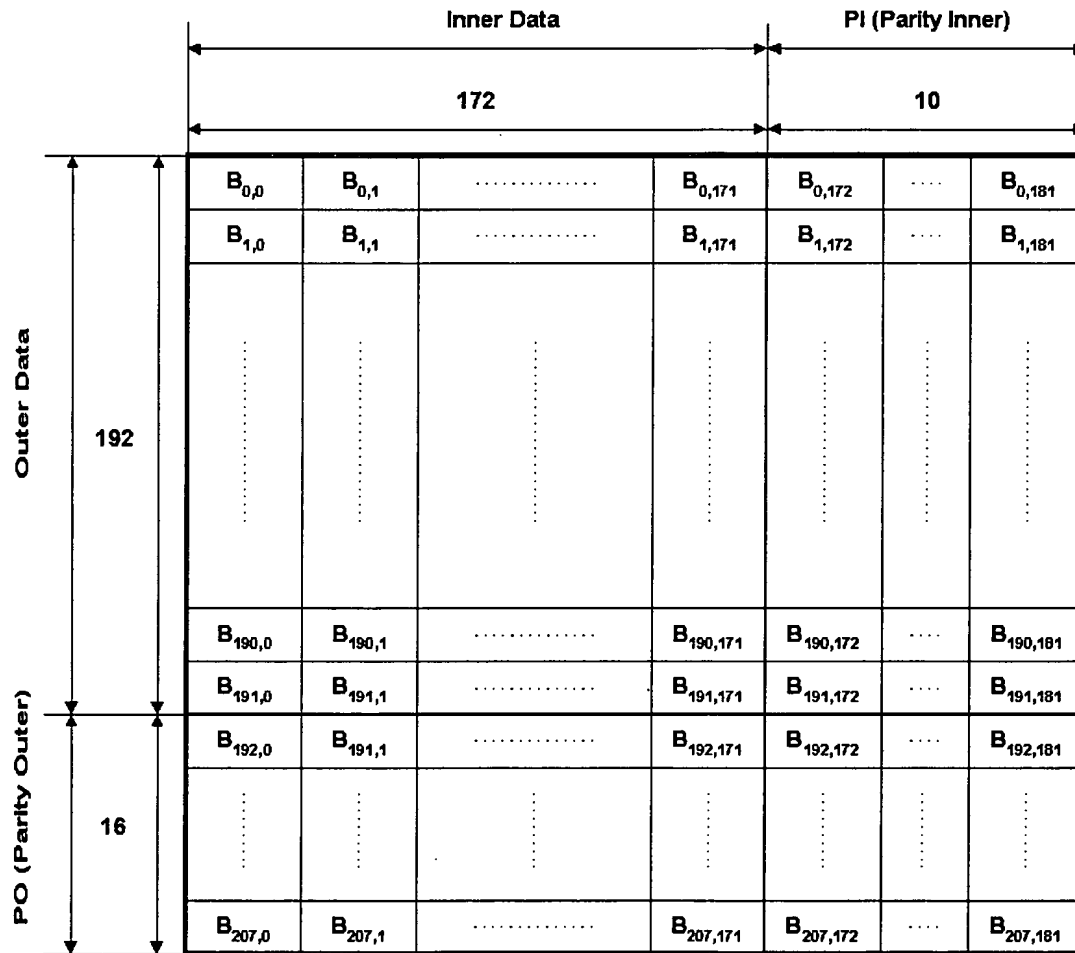 Inner Data PI (Parity Inner)
172 10
B0,0 B0,1 ............. B0,171 B0,172 .... B0,181
B1,0 B1,1 ............. B1,171 B1,172 .... B1,181
Outer Data
192
B190,0 B190,1 ............. B190,171 B190,172 .... B190,181
B191,0 B191,1 ............. B191,171 B191,172 .... B191,181
B192,0 B191,1 ............. B192,171 B192,172 .... B192,181
PO (Parity Outer)
16
B207,0 B207,1 ............. B207,171 B207,172 .... B207,181